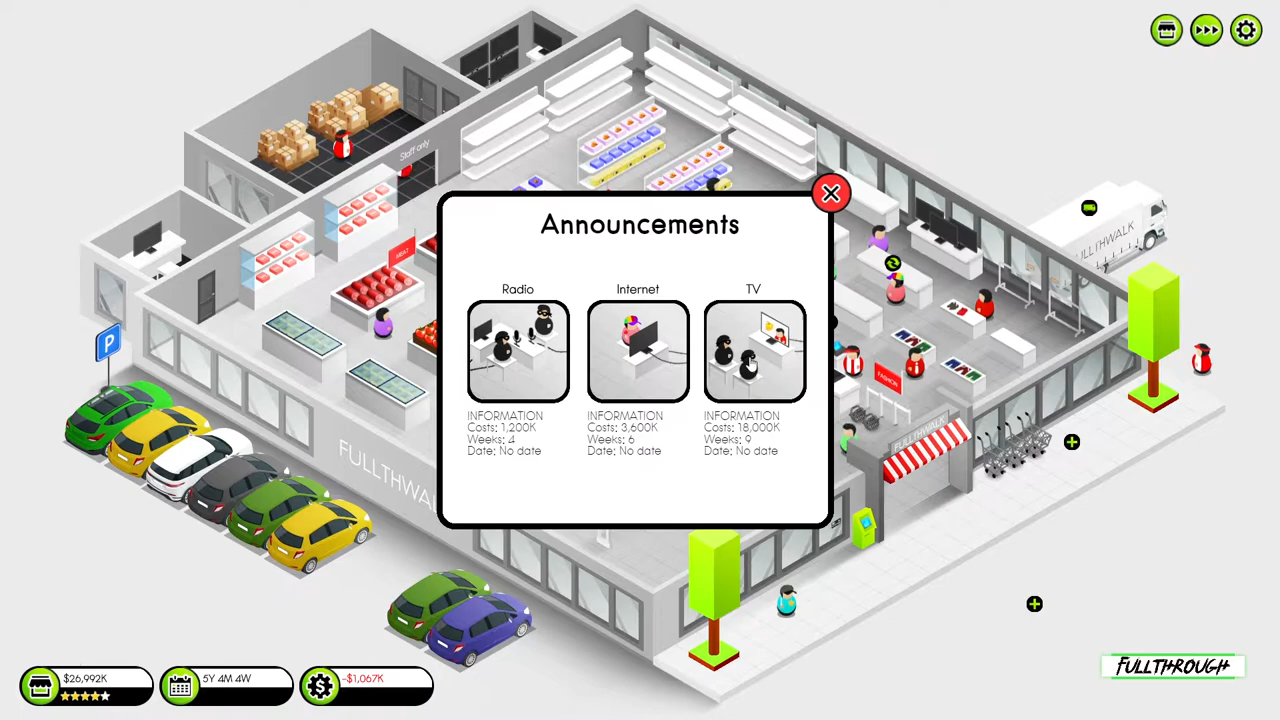 Staff only
FULLTHWALK
MEAT
Announcements
Radio
Internet
TV
INFORMATION
Costs: 1,200K
Weeks: 4
Date: No date
INFORMATION
Costs: 3,600K
Weeks: 6
Date: No date
INFORMATION
Costs: 18,000K
Weeks: 9
Date: No date
P
FASHION
FULLTHWALK
FULLTHWA
$26,992K
5Y 4M 4W
-$1,067K
FULLTHROUGH